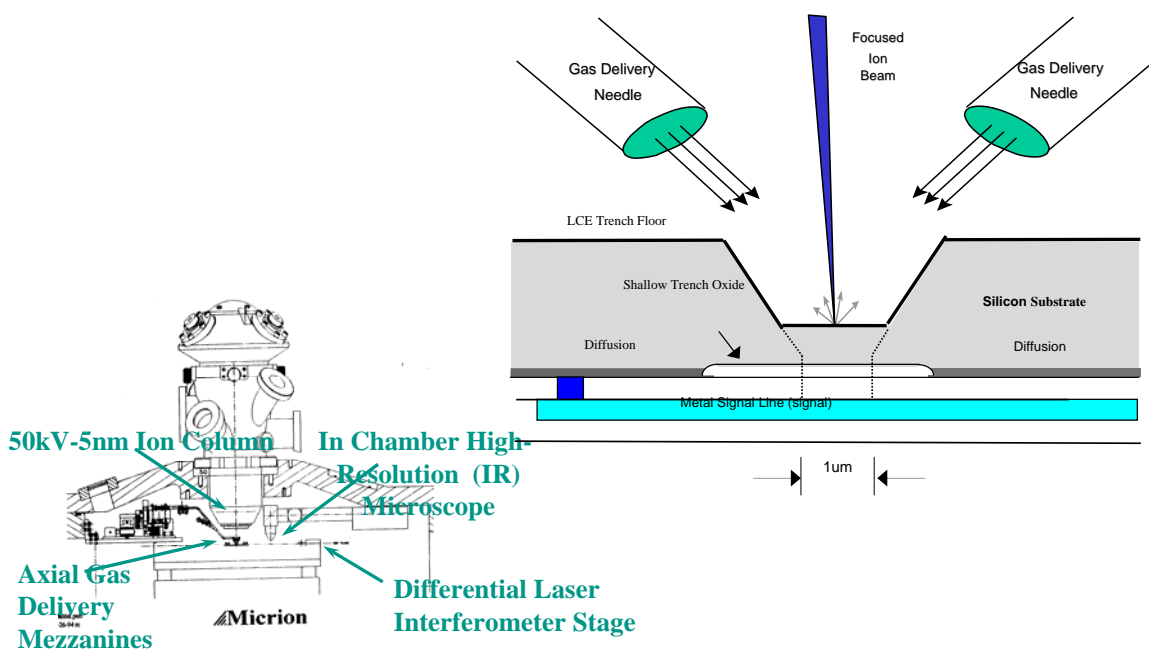 Focused
Ion
Beam
Gas Delivery
Needle
Gas Delivery
Needle
LCE Trench Floor
Shallow Trench Oxide
Silicon Substrate
Diffusion
Diffusion
Metal Signal Line (signal)
1um
50kV-5nm Ion Column
In Chamber High-
Resolution (IR)
Microscope
Axial Gas
Delivery
Mezzanines
Micrion
Differential Laser
Interferometer Stage